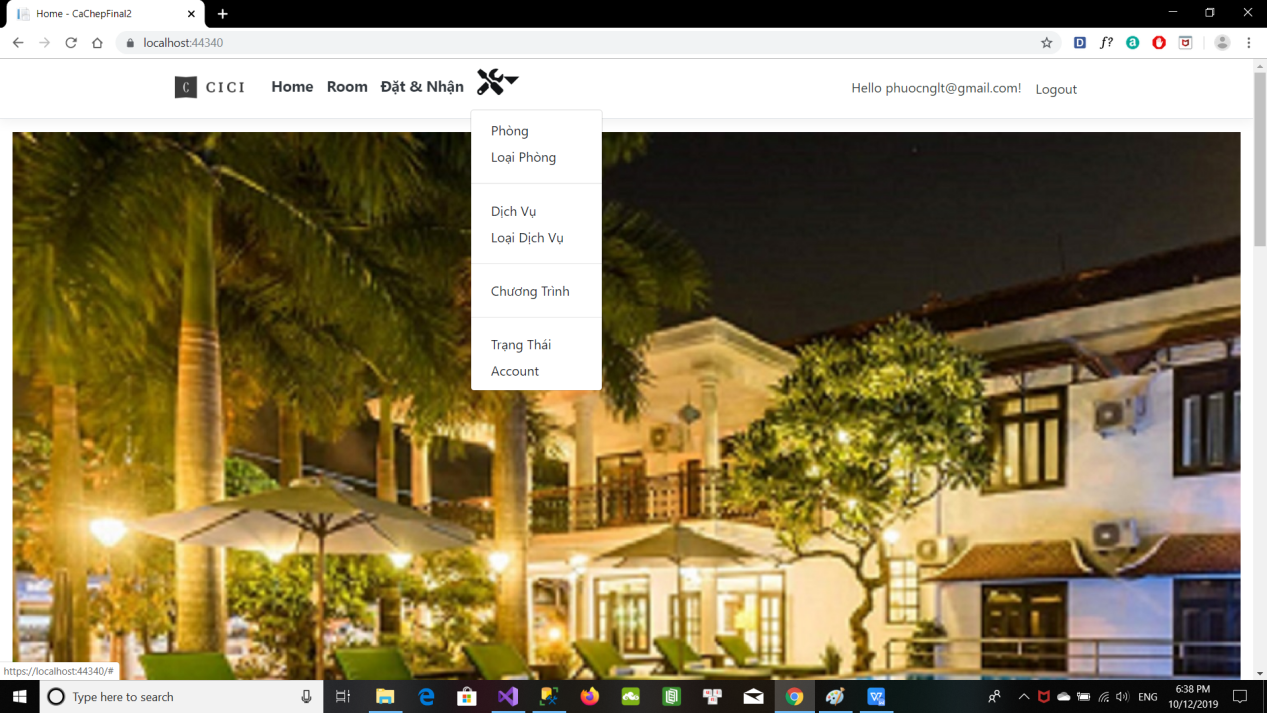 Home - CaChepFinal2
localhost:44340
D
f?
a
C
CICI
Home
Room
Đặt & Nhận
Hello phuocnglt@gmail.com!
Logout
Phòng
Loại Phòng
Dịch Vụ
Loại Dịch Vụ
Chương Trình
Trạng Thái
Account
https://localhost:44340/#
Type here to search
ENG
6:38 PM
10/12/2019